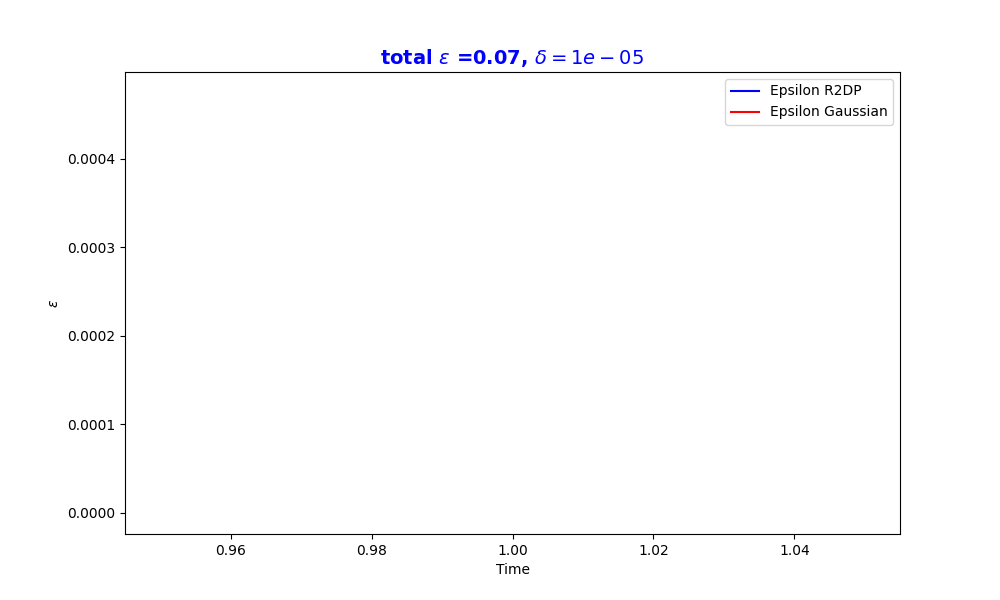 total ε =0.07, δ = 1e − 05
Epsilon R2DP
Epsilon Gaussian
0.0004
0.0003
0.0002
0.0001
0.0000
ε
0.96 0.98 1.00 1.02 1.04
Time